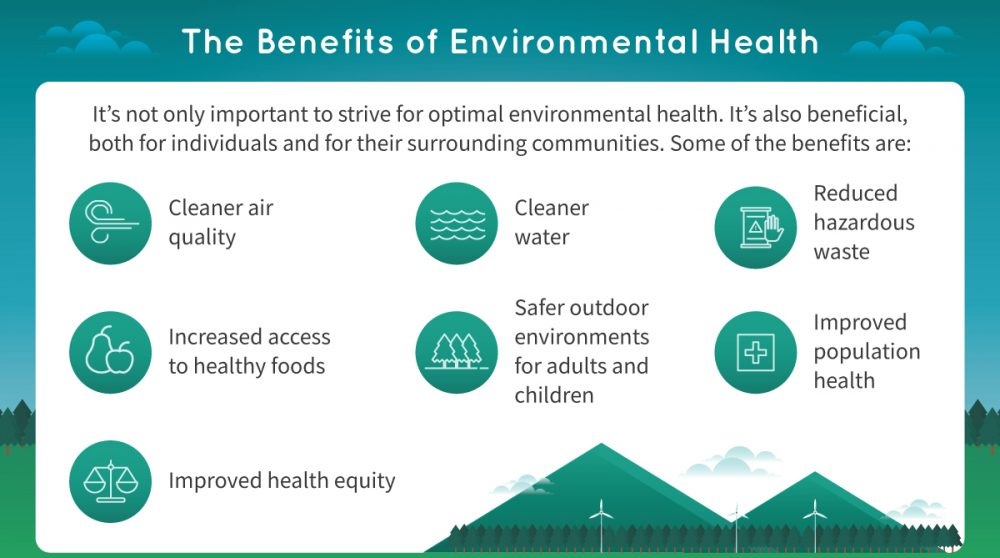 The Benefits of Environmental Health
It’s not only important to strive for optimal environmental health. It’s also beneficial,
both for individuals and for their surrounding communities. Some of the benefits are:
Cleaner air
quality
Cleaner
water
Reduced
hazardous
waste
Increased access
to healthy foods
Safer outdoor
environments
for adults and
children
Improved
population
health
Improved health equity